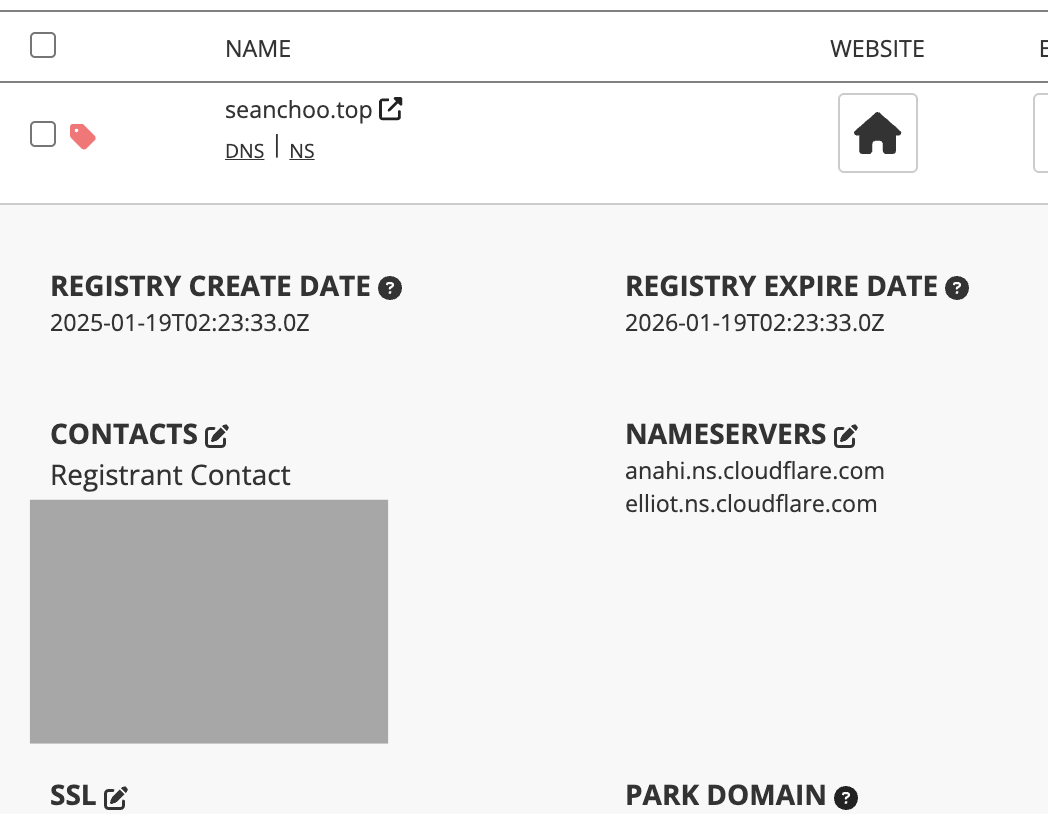 NAME WEBSITE
seanchoo.top
DNS | NS
REGISTRY CREATE DATE ? REGISTRY EXPIRE DATE ?
2025-01-19T02:23:33.0Z 2026-01-19T02:23:33.0Z
CONTACTS NAMESERVERS
Registrant Contact anahi.ns.cloudflare.com
elliot.ns.cloudflare.com
SSL PARK DOMAIN ?